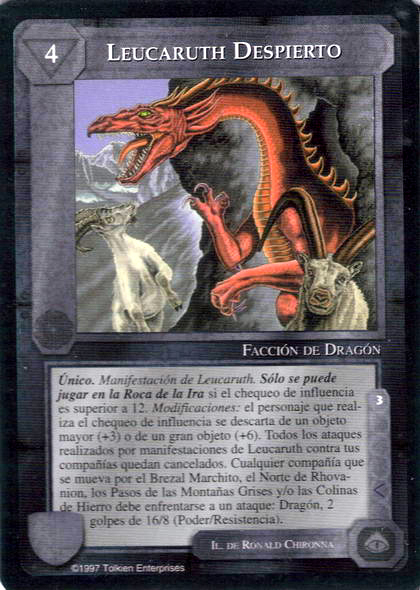 4
LEUCARUTH DESPIERTO
FACCIÓN DE DRAGÓN
Único. Manifestación de Leucaruth. Sólo se puede
jugar en la Roca de la Ira si el chequeo de influencia
es superior a 12. Modificaciones: el personaje que real-
iza el chequeo de influencia se descarta de un objeto
mayor (+3) o de un gran objeto (+6). Todos los ataques
realizados por manifestaciones de Leucaruth contra tus
compañías quedan cancelados. Cualquier compañía que
se mueva por el Brezal Marchito, el Norte de Rhova-
nion, los Pasos de las Montañas Grises y/o las Colinas
de Hierro debe enfrentarse a un ataque: Dragón, 2
golpes de 16/8 (Poder/Resistencia).
3
IL. DE RONALD CHIRONNA
©1997 Tolkien Enterprises